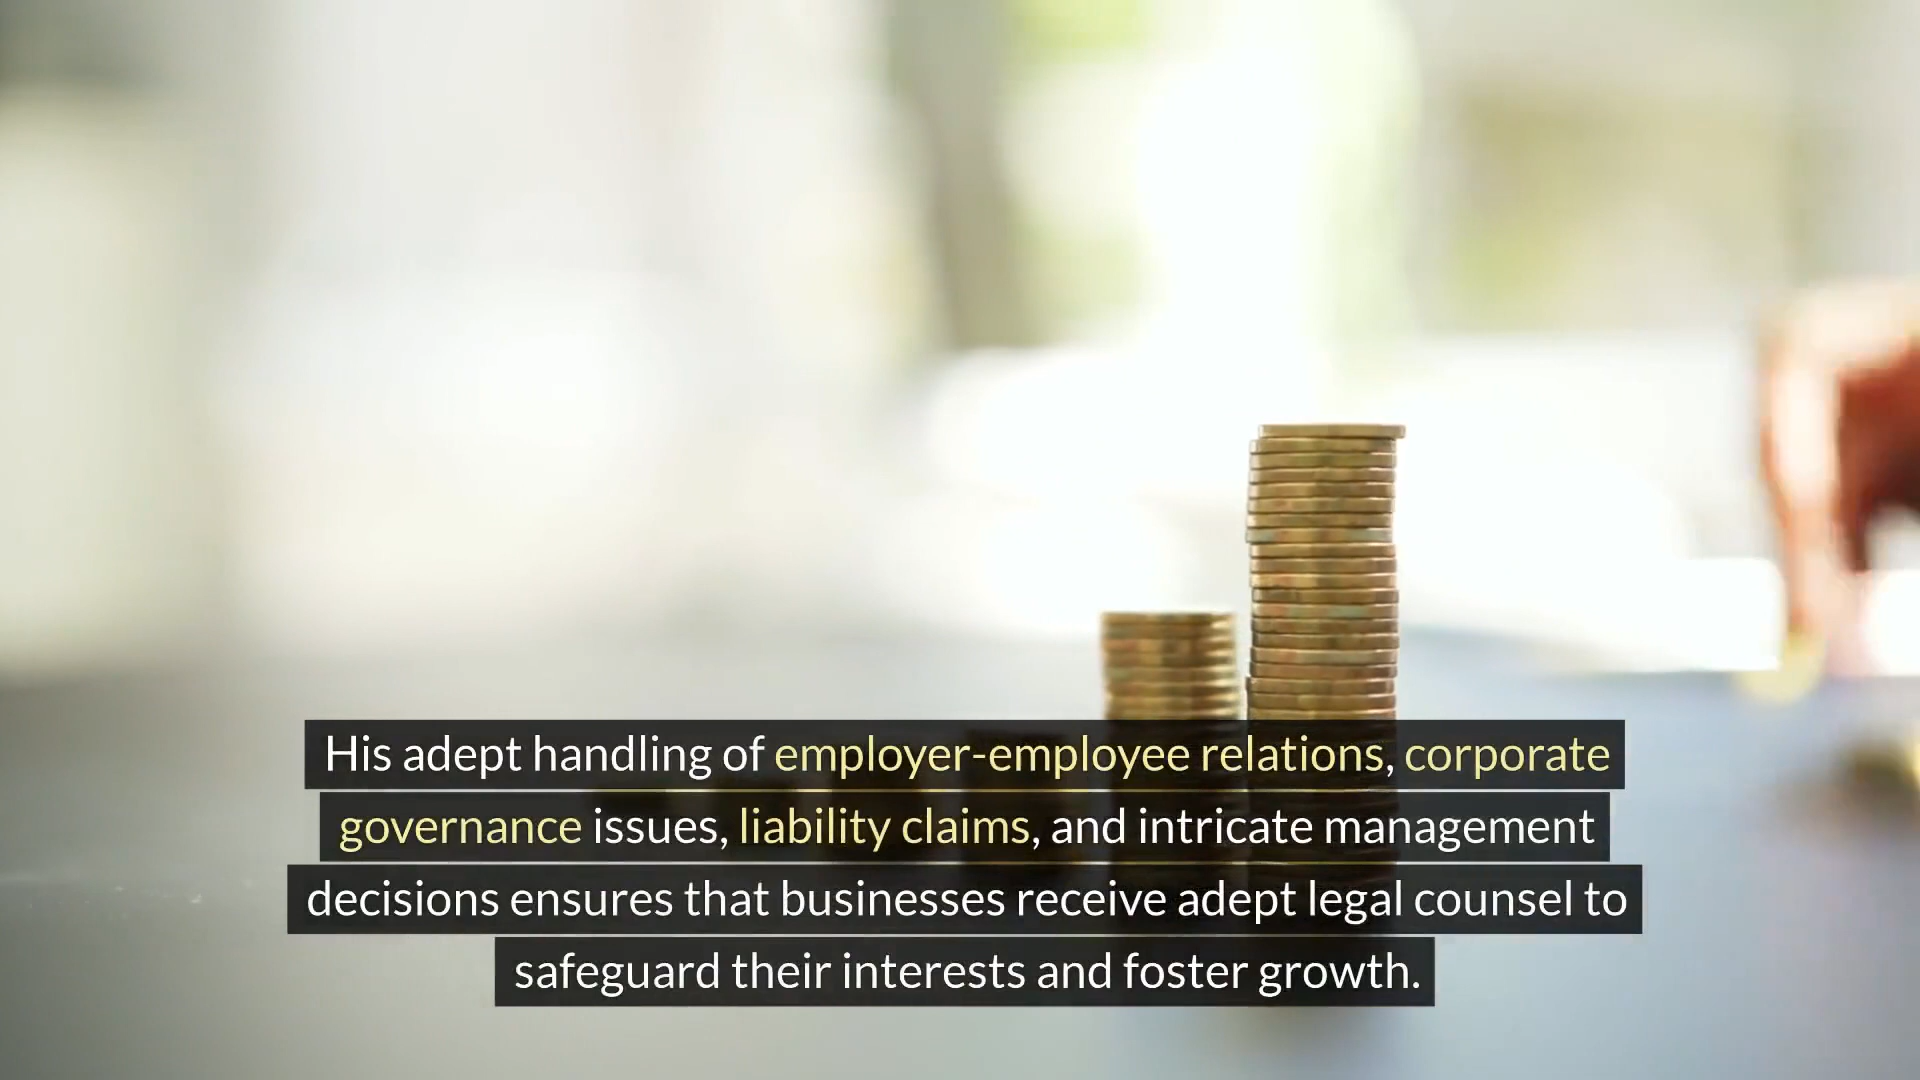 His adept handling of employer-employee relations, corporate
governance issues, liability claims, and intricate management
decisions ensures that businesses receive adept legal counsel to
safeguard their interests and foster growth.